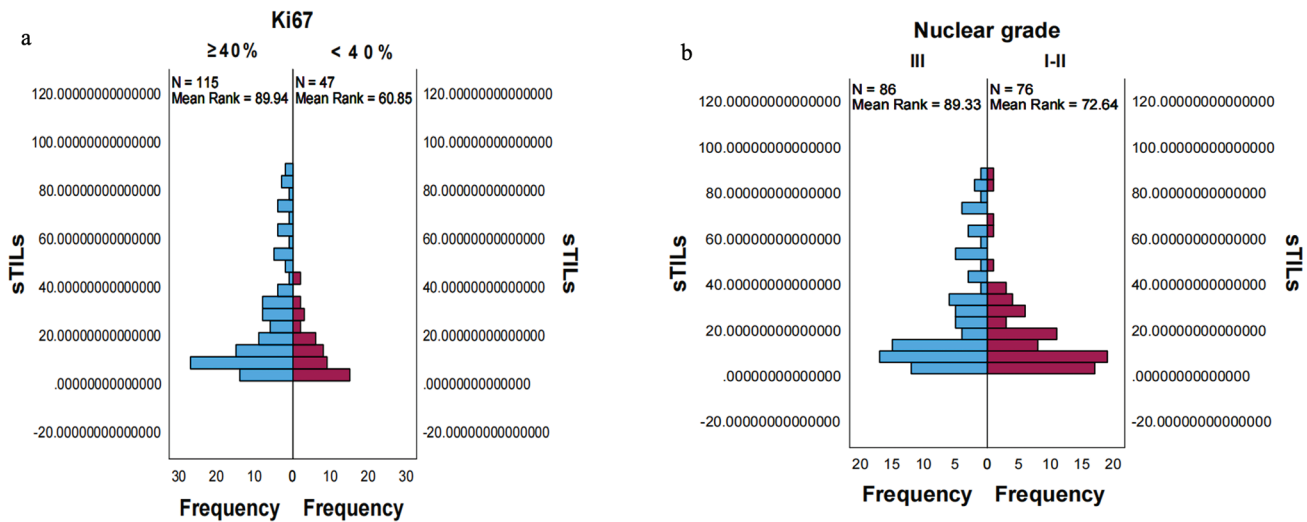 a
Ki67
≥40% < 40%
N = 115 N = 47
Mean Rank = 89.94 Mean Rank = 60.85
120.00000000000000 120.00000000000000
100.00000000000000 100.00000000000000
80.00000000000000 80.00000000000000
60.00000000000000 60.00000000000000
40.00000000000000 40.00000000000000
20.00000000000000 20.00000000000000
.00000000000000 .00000000000000
-20.00000000000000 -20.00000000000000
sTILs sTILs
30 20 10 0 10 20 30
Frequency Frequency
b
Nuclear grade
III I-II
N = 86 N = 76
Mean Rank = 89.33 Mean Rank = 72.64
120.00000000000000 120.00000000000000
100.00000000000000 100.00000000000000
80.00000000000000 80.00000000000000
60.00000000000000 60.00000000000000
40.00000000000000 40.00000000000000
20.00000000000000 20.00000000000000
.00000000000000 .00000000000000
-20.00000000000000 -20.00000000000000
sTILs sTILs
20 15 10 5 0 5 10 15 20
Frequency Frequency